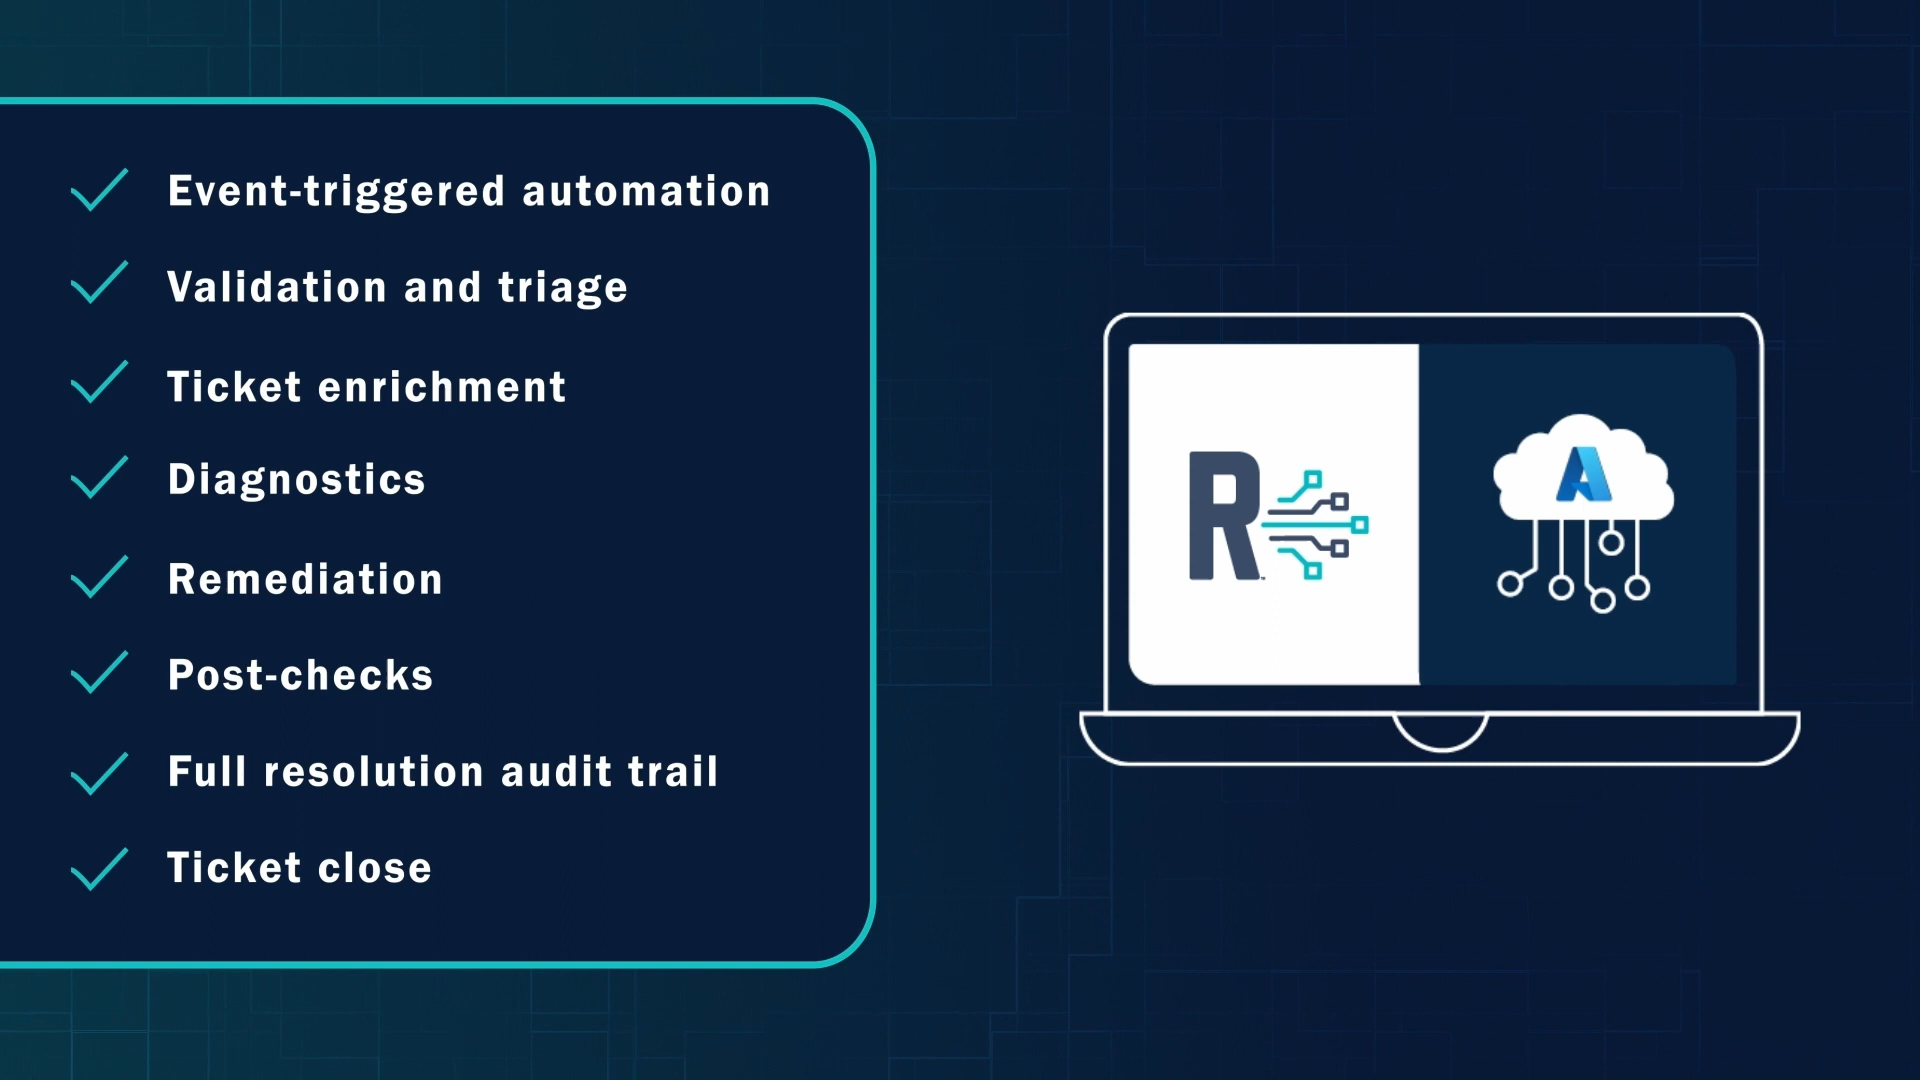 Event-triggered automation
Validation and triage
Ticket enrichment
Diagnostics
Remediation
Post-checks
Full resolution audit trail
Ticket close
R
A